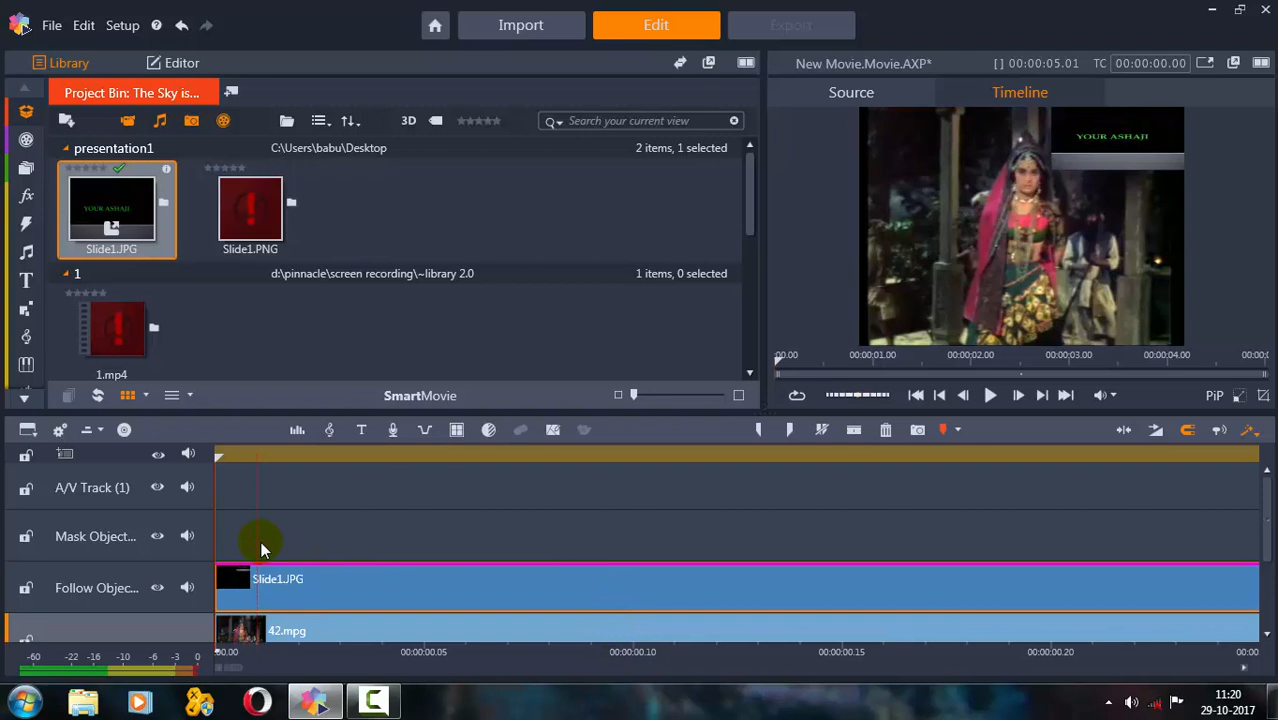 File Edit Setup
Import
Edit
Export
Library
Editor
New Movie.Movie.AXP*
[ ] 00:00:05.01
TC 00:00:00.00
Project Bin: The Sky is...
Source
Timeline
3D
Search your current view
presentation1
C:\Users\babu\Desktop
2 items, 1 selected
YOUR ASHAJI
YOUR ASHAJI
Slide1.JPG
Slide1.PNG
1
d:\pinnacle\screen recording\~library 2.0
1 items, 0 selected
1.mp4
:00.00
00:00:01.00
00:00:02.00
00:00:03.00
00:00:04.00
00:00:(
SmartMovie
PiP
A/V Track (1)
Mask Object...
Follow Objec...
Slide1.JPG
42.mpg
-60 -22 -16 -10 -6 -3 0
:00.00
00:00:00.05
00:00:00.10
00:00:00.15
00:00:00.20
00:00
11:20
29-10-2017